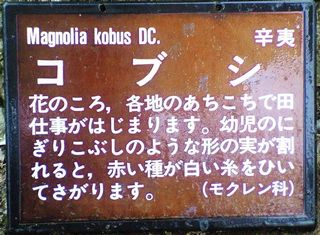 Magnolia kobus DC. 辛夷
コブシ
花のころ，各地のあちこちで田
仕事がはじまります。幼児のに
ぎりこぶしのような形の実が割
れると，赤い種が白い糸をひい
てさがります。 （モクレン科）